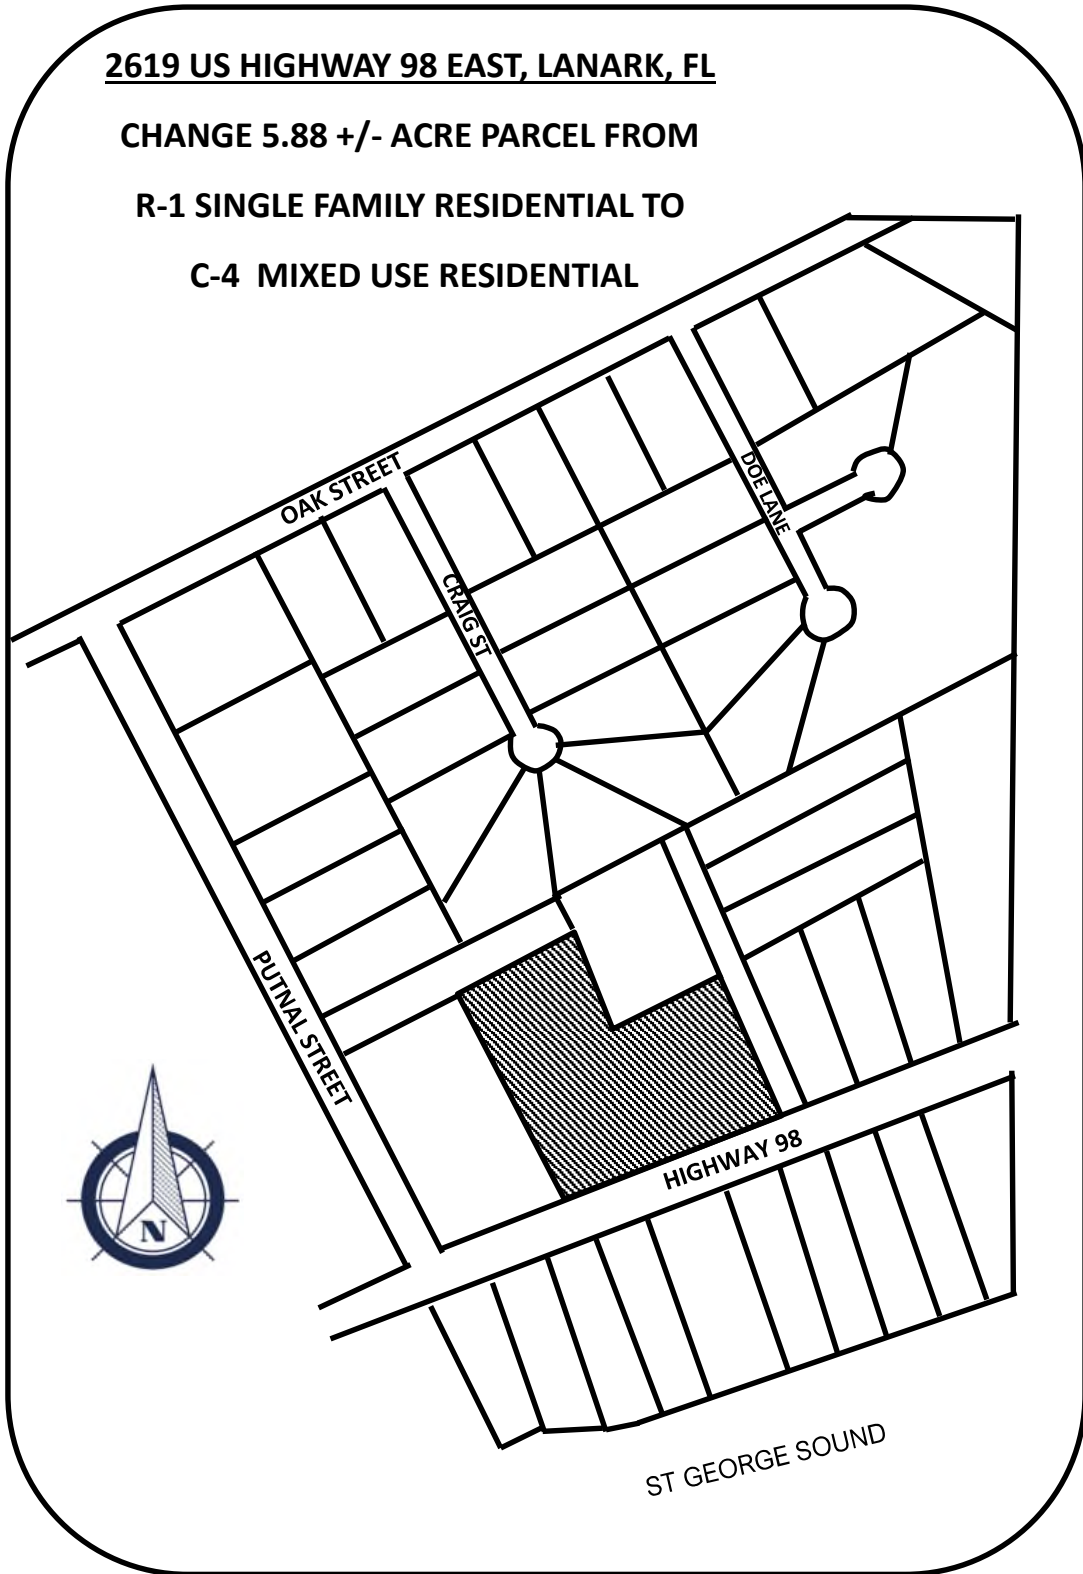 2619 US HIGHWAY 98 EAST, LANARK, FL
CHANGE 5.88 +/- ACRE PARCEL FROM
R-1 SINGLE FAMILY RESIDENTIAL TO
C-4 MIXED USE RESIDENTIAL
OAK STREET
DOE LANE
CRAIG ST
PUTNAL STREET
HIGHWAY 98
N
ST GEORGE SOUND